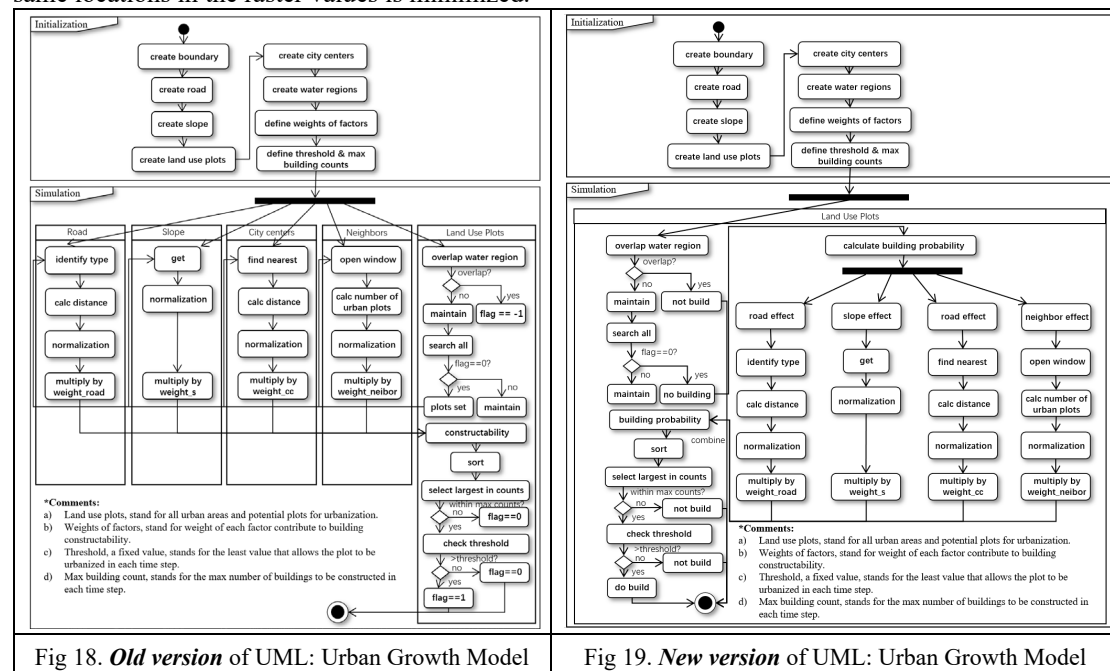 same locations in the raster values is minimized.
Initialization
create boundary
create road
create slope
create land use plots
create city centers
create water regions
define weights of factors
define threshold & max
building counts
Simulation
Road
identify type
calc distance
normalization
multiply by
weight_road
Slope
get
normalization
multiply by
weight_s
City centers
find nearest
calc distance
normalization
multiply by
weight_cc
Neighbors
open window
calc number of
urban plots
normalization
multiply by
weight_neibor
Land Use Plots
overlap water region
overlap?
no
yes
maintain
flag == -1
search all
flag==0?
yes
no
plots set
maintain
constructability
sort
select largest in counts
within max counts?
no
flag==0
yes
check threshold
>threshold?
no
flag==0
yes
flag==1
*Comments:
a) Land use plots, stand for all urban areas and potential plots for urbanization.
b) Weights of factors, stand for weight of each factor contribute to building
constructability.
c) Threshold, a fixed value, stands for the least value that allows the plot to be
urbanized in each time step.
d) Max building count, stands for the max number of buildings to be constructed in
each time step.
Fig 18. Old version of UML: Urban Growth Model
Initialization
create boundary
create road
create slope
create land use plots
create city centers
create water regions
define weights of factors
define threshold & max
building counts
Simulation
Land Use Plots
overlap water region
overlap?
no
yes
maintain
not build
search all
flag==0?
no
yes
maintain
no building
building probability
combine
sort
select largest in counts
within max counts?
no
not build
yes
check threshold
>threshold?
no
not build
yes
do build
calculate building probability
road effect
identify type
calc distance
normalization
multiply by
weight_road
slope effect
get
normalization
multiply by
weight_s
road effect
find nearest
calc distance
normalization
multiply by
weight_cc
neighbor effect
open window
calc number of
urban plots
normalization
multiply by
weight_neibor
*Comments:
a) Land use plots, stand for all urban areas and potential plots for urbanization.
b) Weights of factors, stand for weight of each factor contribute to building
constructability.
c) Threshold, a fixed value, stands for the least value that allows the plot to be
urbanized in each time step.
d) Max building count, stands for the max number of buildings to be constructed in
each time step.
Fig 19. New version of UML: Urban Growth Model